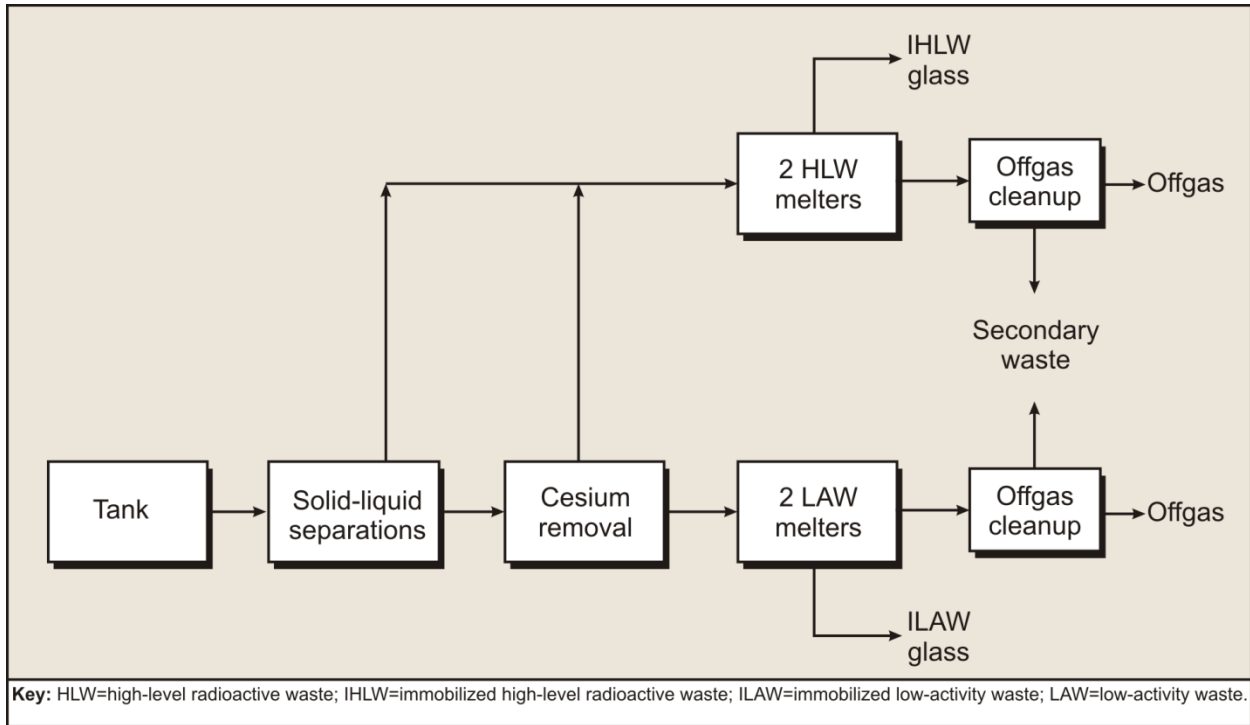 IHLW
glass
2 HLW
melters
Offgas
cleanup
Offgas
Secondary
waste
Tank
Solid-liquid
separations
Cesium
removal
2 LAW
melters
Offgas
cleanup
Offgas
ILAW
glass
Key: HLW=high-level radioactive waste; IHLW=immobilized high-level radioactive waste; ILAW=immobilized low-activity waste; LAW=low-activity waste.